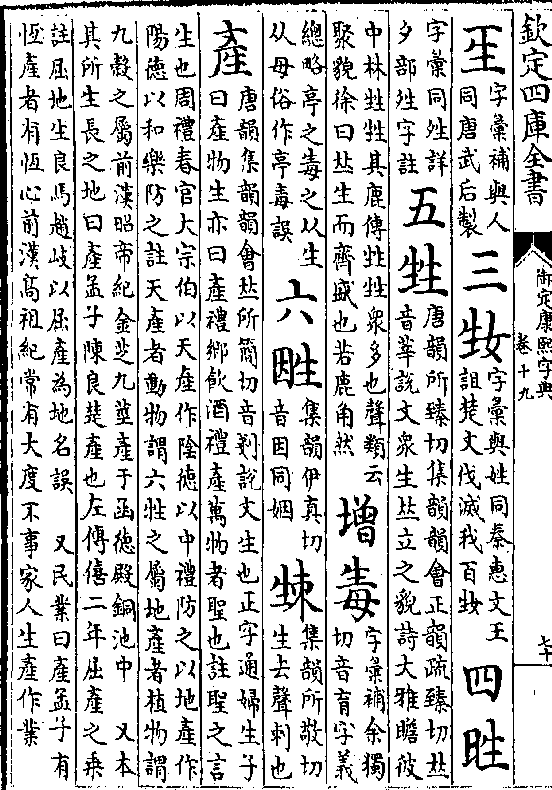 欽定四庫全書
御定康熙字典
卷十九
七十
𤯔
字彙補與人
同唐武后製
三
字彙與姓同秦惠文王
詛楚文伐滅我百
四甠
字彙同夝詳
夕部夝字註
五甡
唐韻所臻切集韻韻會正韻疏臻切𠀤
音莘說文衆生𠀤立之貌詩大雅瞻彼
中林甡甡其鹿傳甡甡衆多也聲類云
聚貌徐曰𠀤生而齊盛也若鹿角然
增毒
字彙補余獨
切音育字義
總略亭之毒之从生
从母俗作亭毒誤
六
集韻伊真切
音因同姻
集韻所敬切
生去聲刺也
產
唐韻集韻韻會𠀤所簡切音剗說文生也正字通婦生子
曰產物生亦曰產禮鄉飲酒禮產萬物者聖也註聖之言
生也周禮春官大宗伯以天產作陰德以中禮防之以地產作
陽德以和樂防之註天產者動物謂六牲之屬地產者植物謂
九穀之屬前漢昭帝紀金芝九莖產于函德殿銅池中 又本
其所生長之地曰產孟子陳良楚產也左傳僖二年屈產之乗
註屈地生良馬趙岐以屈產為地名誤 又民業曰產孟子有
恆產者有恆心前漢高祖紀常有大度不事家人生產作業